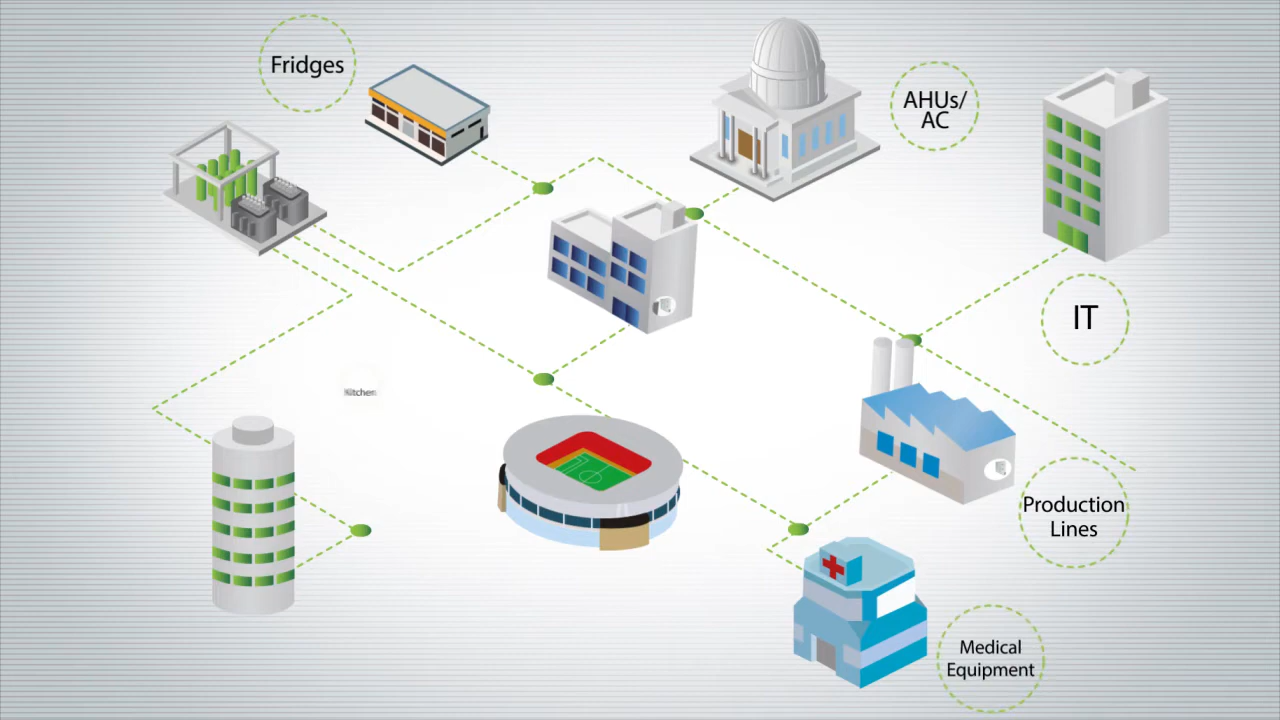 Fridges
AHUs/
AC
IT
Kitchen
Production
Lines
Medical
Equipment